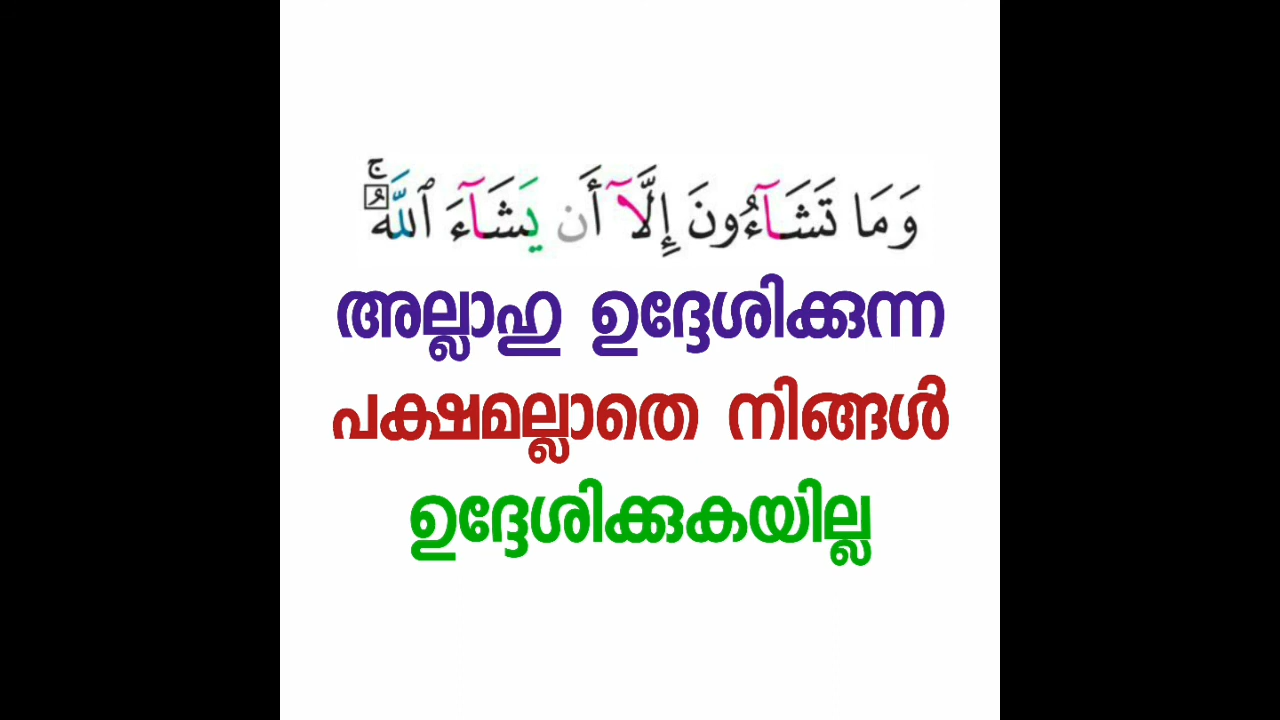 وَمَا تَشَآءُونَ إِلَّآ أَن يَشَآءَ ٱللَّهُ ۚ
അല്ലാഹു ഉദ്ദേശിക്കുന്ന
പക്ഷമല്ലാതെ നിങ്ങൾ
ഉദ്ദേശിക്കുകയില്ല